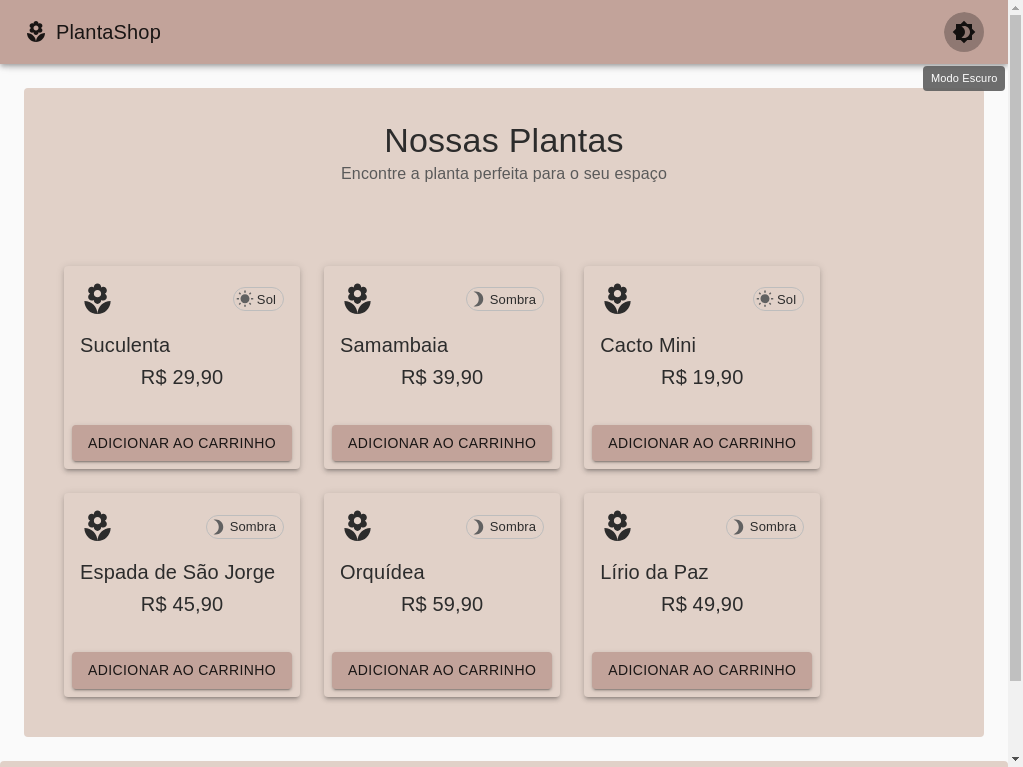 PlantaShop
Modo Escuro
Nossas Plantas
Encontre a planta perfeita para o seu espaço
Sol
Suculenta
R$ 29,90
ADICIONAR AO CARRINHO
Sombra
Samambaia
R$ 39,90
ADICIONAR AO CARRINHO
Sol
Cacto Mini
R$ 19,90
ADICIONAR AO CARRINHO
Sombra
Espada de São Jorge
R$ 45,90
ADICIONAR AO CARRINHO
Sombra
Orquídea
R$ 59,90
ADICIONAR AO CARRINHO
Sombra
Lírio da Paz
R$ 49,90
ADICIONAR AO CARRINHO